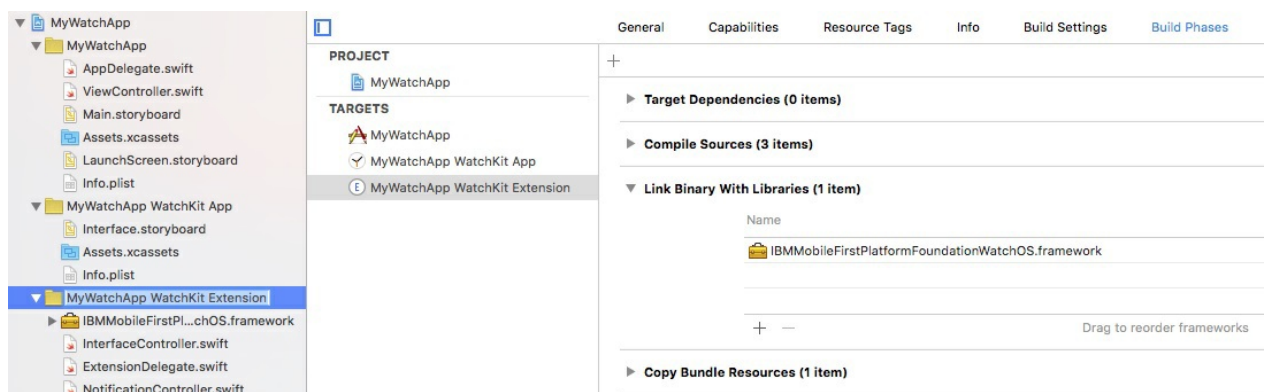 MyWatchApp
MyWatchApp
AppDelegate.swift
ViewController.swift
Main.storyboard
Assets.xcassets
LaunchScreen.storyboard
Info.plist
MyWatchApp WatchKit App
Interface.storyboard
Assets.xcassets
Info.plist
MyWatchApp WatchKit Extension
IBMMobileFirstPl...chOS.framework
InterfaceController.swift
ExtensionDelegate.swift
NotificationController.swift
PROJECT
MyWatchApp
TARGETS
MyWatchApp
MyWatchApp WatchKit App
E MyWatchApp WatchKit Extension
General Capabilities Resource Tags Info Build Settings Build Phases
+
Target Dependencies (0 items)
Compile Sources (3 items)
Link Binary With Libraries (1 item)
Name
IBMMobileFirstPlatformFoundationWatchOS.framework
+ − Drag to reorder frameworks
Copy Bundle Resources (1 item)